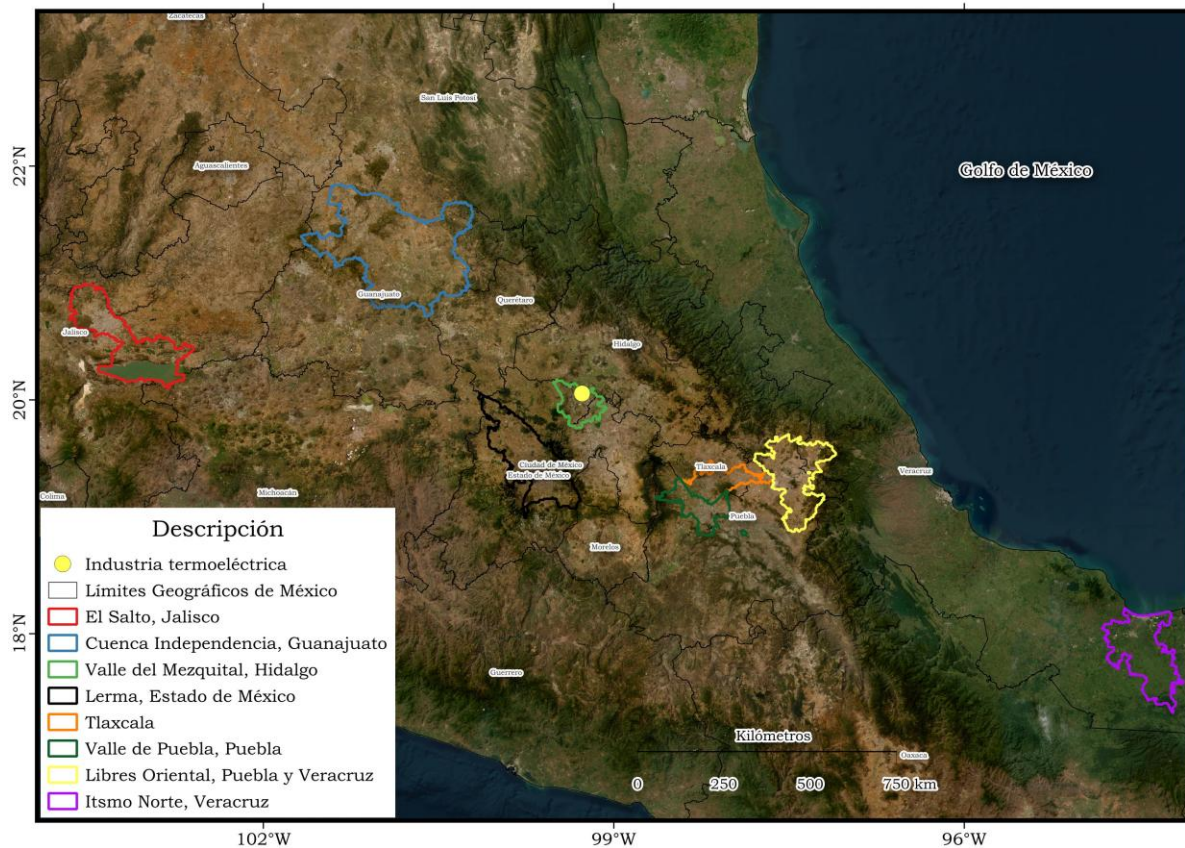 Zacatecas
San Luis Potosí
22°N
Aguascalientes
Golfo de México
Guanajuato
Querétaro
Jalisco
Hidalgo
20°N
Ciudad de México
Estado de México
Tlaxcala
Veracruz
Colima
Michoacán
Puebla
Morelos
18°N
Guerrero
Oaxaca
Descripción
Industria termoeléctrica
Límites Geográficos de México
El Salto, Jalisco
Cuenca Independencia, Guanajuato
Valle del Mezquital, Hidalgo
Lerma, Estado de México
Tlaxcala
Valle de Puebla, Puebla
Libres Oriental, Puebla y Veracruz
Itsmo Norte, Veracruz
Kilómetros
0 250 500 750 km
102°W 99°W 96°W